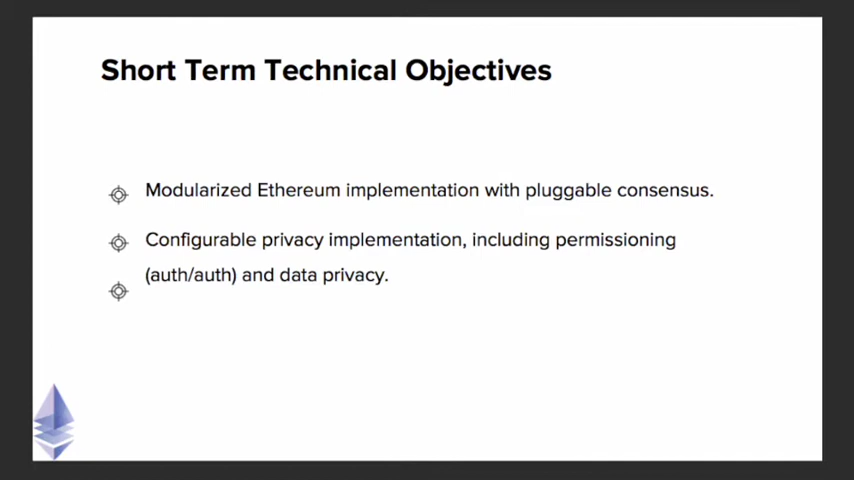 Short Term Technical Objectives
Modularized Ethereum implementation with pluggable consensus.
Configurable privacy implementation, including permissioning
(auth/auth) and data privacy.